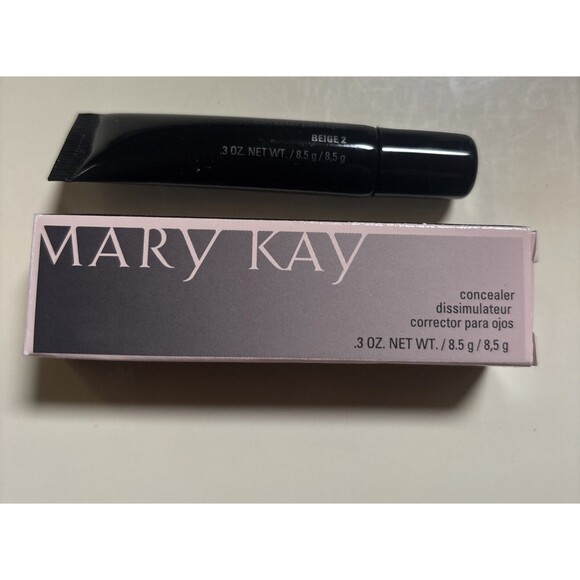 BEIGE 2
.3 OZ. NET WT. / 8.5 g / 8,5 g
MARY KAY
concealer
dissimulateur
corrector para ojos
.3 OZ. NET WT. / 8.5 g / 8,5 g